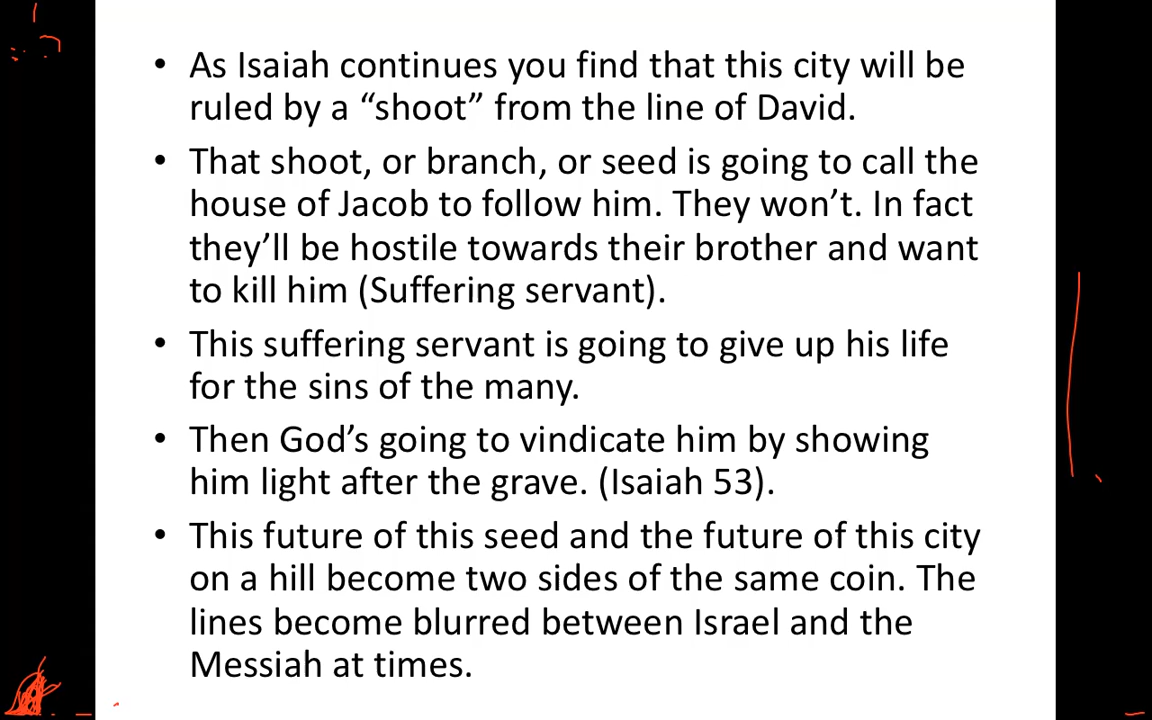 • As Isaiah continues you find that this city will be
ruled by a “shoot” from the line of David.
• That shoot, or branch, or seed is going to call the
house of Jacob to follow him. They won’t. In fact
they’ll be hostile towards their brother and want
to kill him (Suffering servant).
• This suffering servant is going to give up his life
for the sins of the many.
• Then God’s going to vindicate him by showing
him light after the grave. (Isaiah 53).
• This future of this seed and the future of this city
on a hill become two sides of the same coin. The
lines become blurred between Israel and the
Messiah at times.